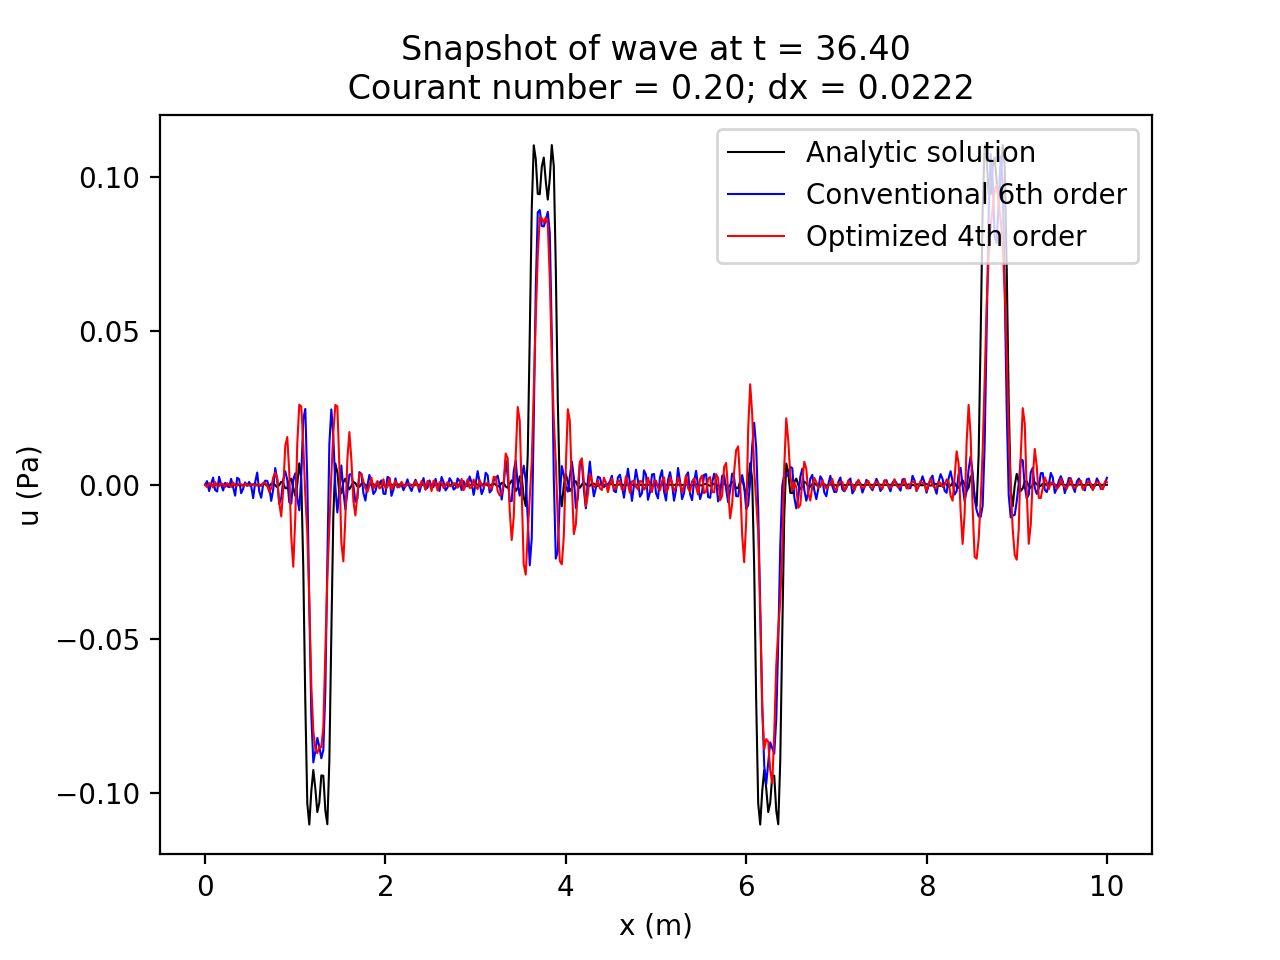 Snapshot of wave at t = 36.40
Courant number = 0.20; dx = 0.0222
Analytic solution
Conventional 6th order
Optimized 4th order
0.10
0.05
0.00
−0.05
−0.10
u (Pa)
0 2 4 6 8 10
x (m)